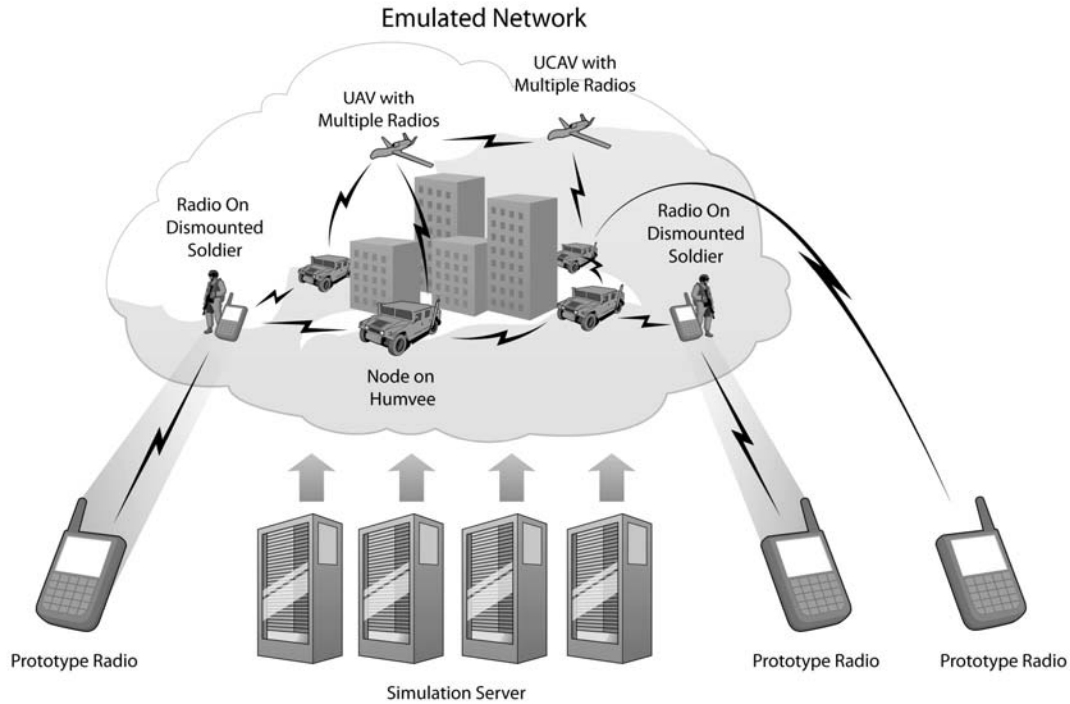 Emulated Network
UCAV with
Multiple Radios
UAV with
Multiple Radios
Radio On
Dismounted
Soldier
Radio On
Dismounted
Soldier
Node on
Humvee
Prototype Radio
Prototype Radio
Prototype Radio
Simulation Server